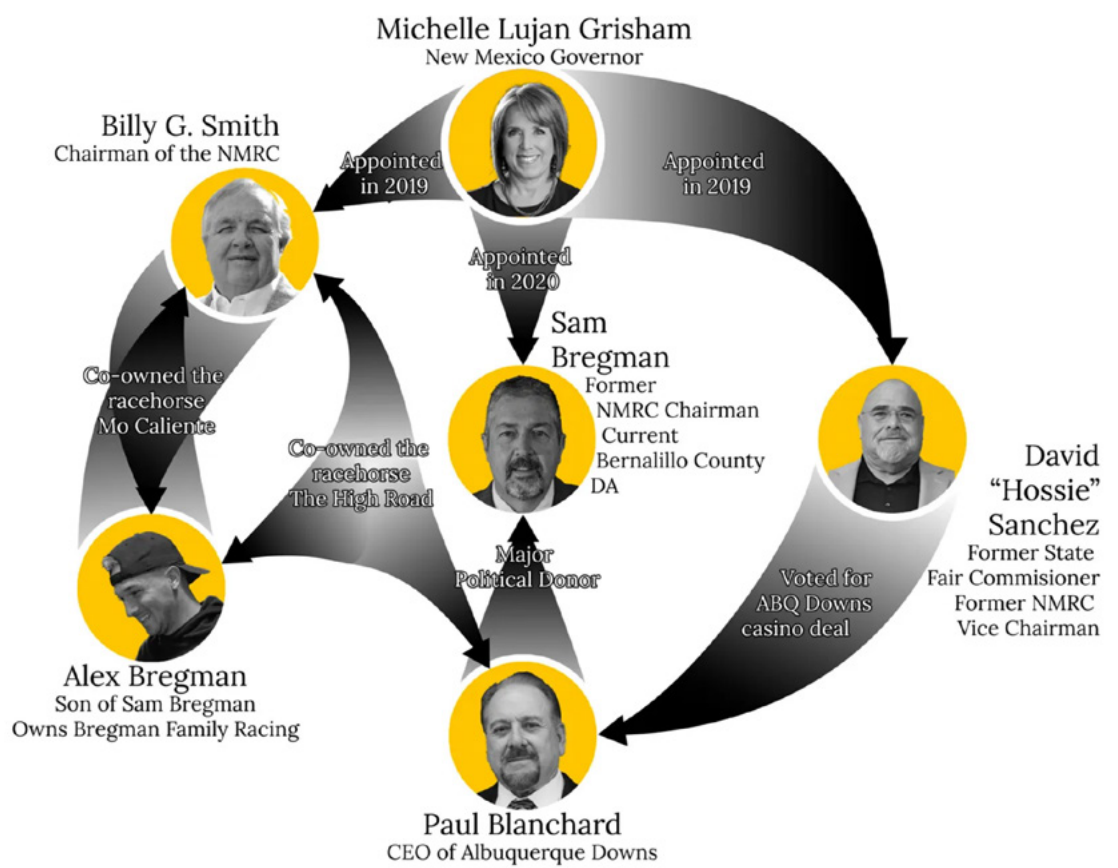 Michelle Lujan Grisham
New Mexico Governor
Billy G. Smith
Chairman of the NMRC
Appointed
in 2019
Appointed
in 2019
Appointed
in 2020
Sam
Bregman
Former
NMRC Chairman
Current
Bernalillo County
DA
Co-owned the
racehorse
Mo Caliente
Co-owned the
racehorse
The High Road
David
“Hossie”
Sanchez
Former State
Fair Commisioner
Former NMRC
Vice Chairman
Major
Political Donor
Voted for
ABQ Downs
casino deal
Alex Bregman
Son of Sam Bregman
Owns Bregman Family Racing
Paul Blanchard
CEO of Albuquerque Downs